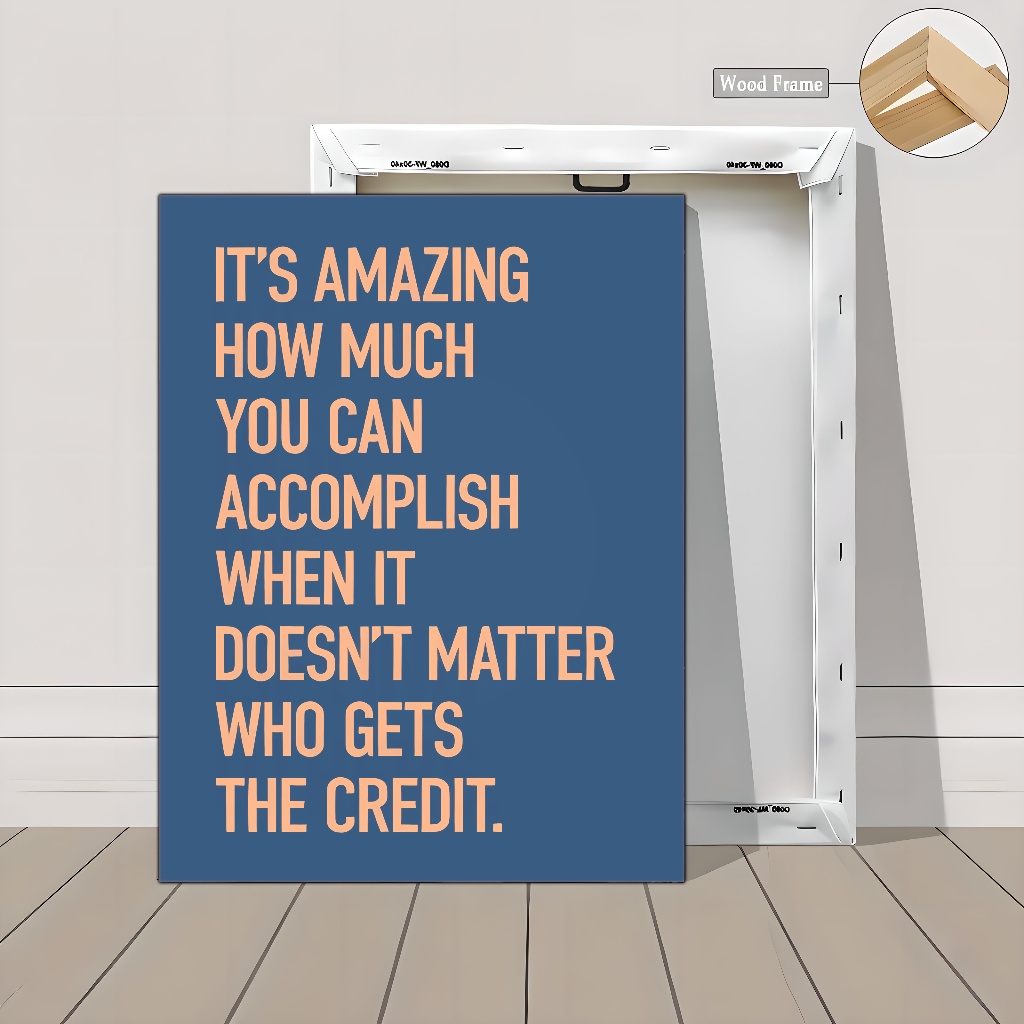 Wood Frame
IT'S AMAZING
HOW MUCH
YOU CAN
ACCOMPLISH
WHEN IT
DOESN'T MATTER
WHO GETS
THE CREDIT.